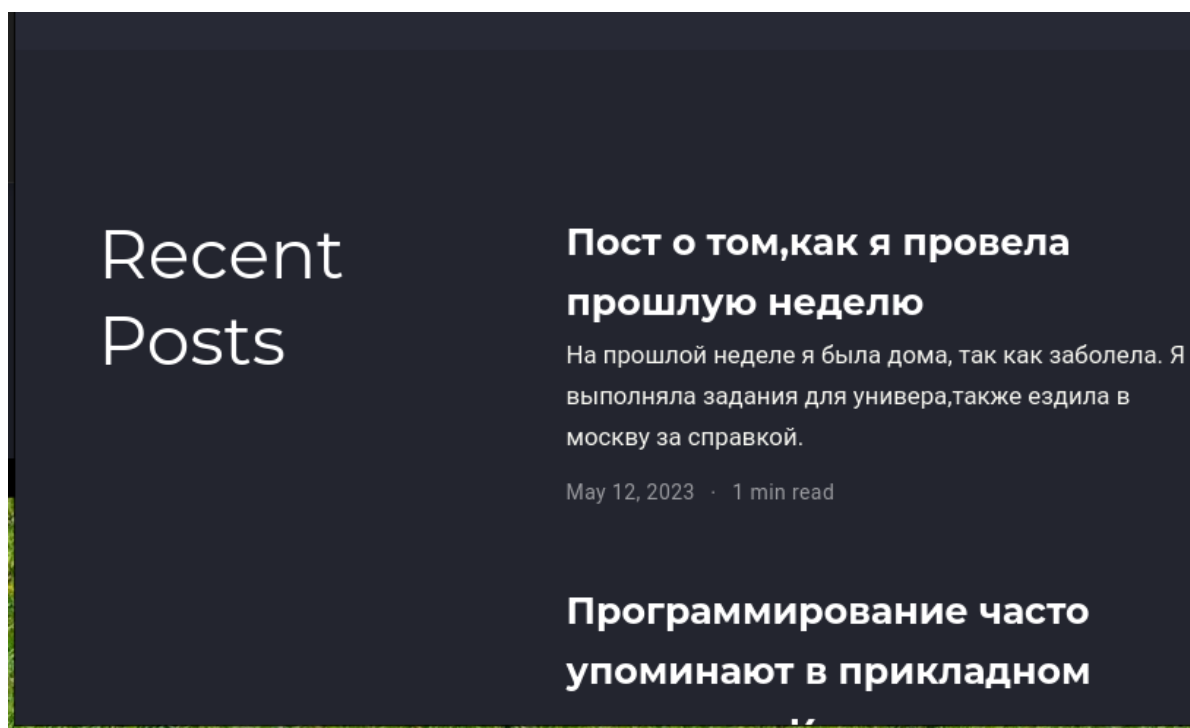 Recent
Posts
Пост о том,как я провела
прошлую неделю
На прошлой неделе я была дома, так как заболела. Я
выполняла задания для универа,также ездила в
москву за справкой.
May 12, 2023 · 1 min read
Программирование часто
упоминают в прикладном